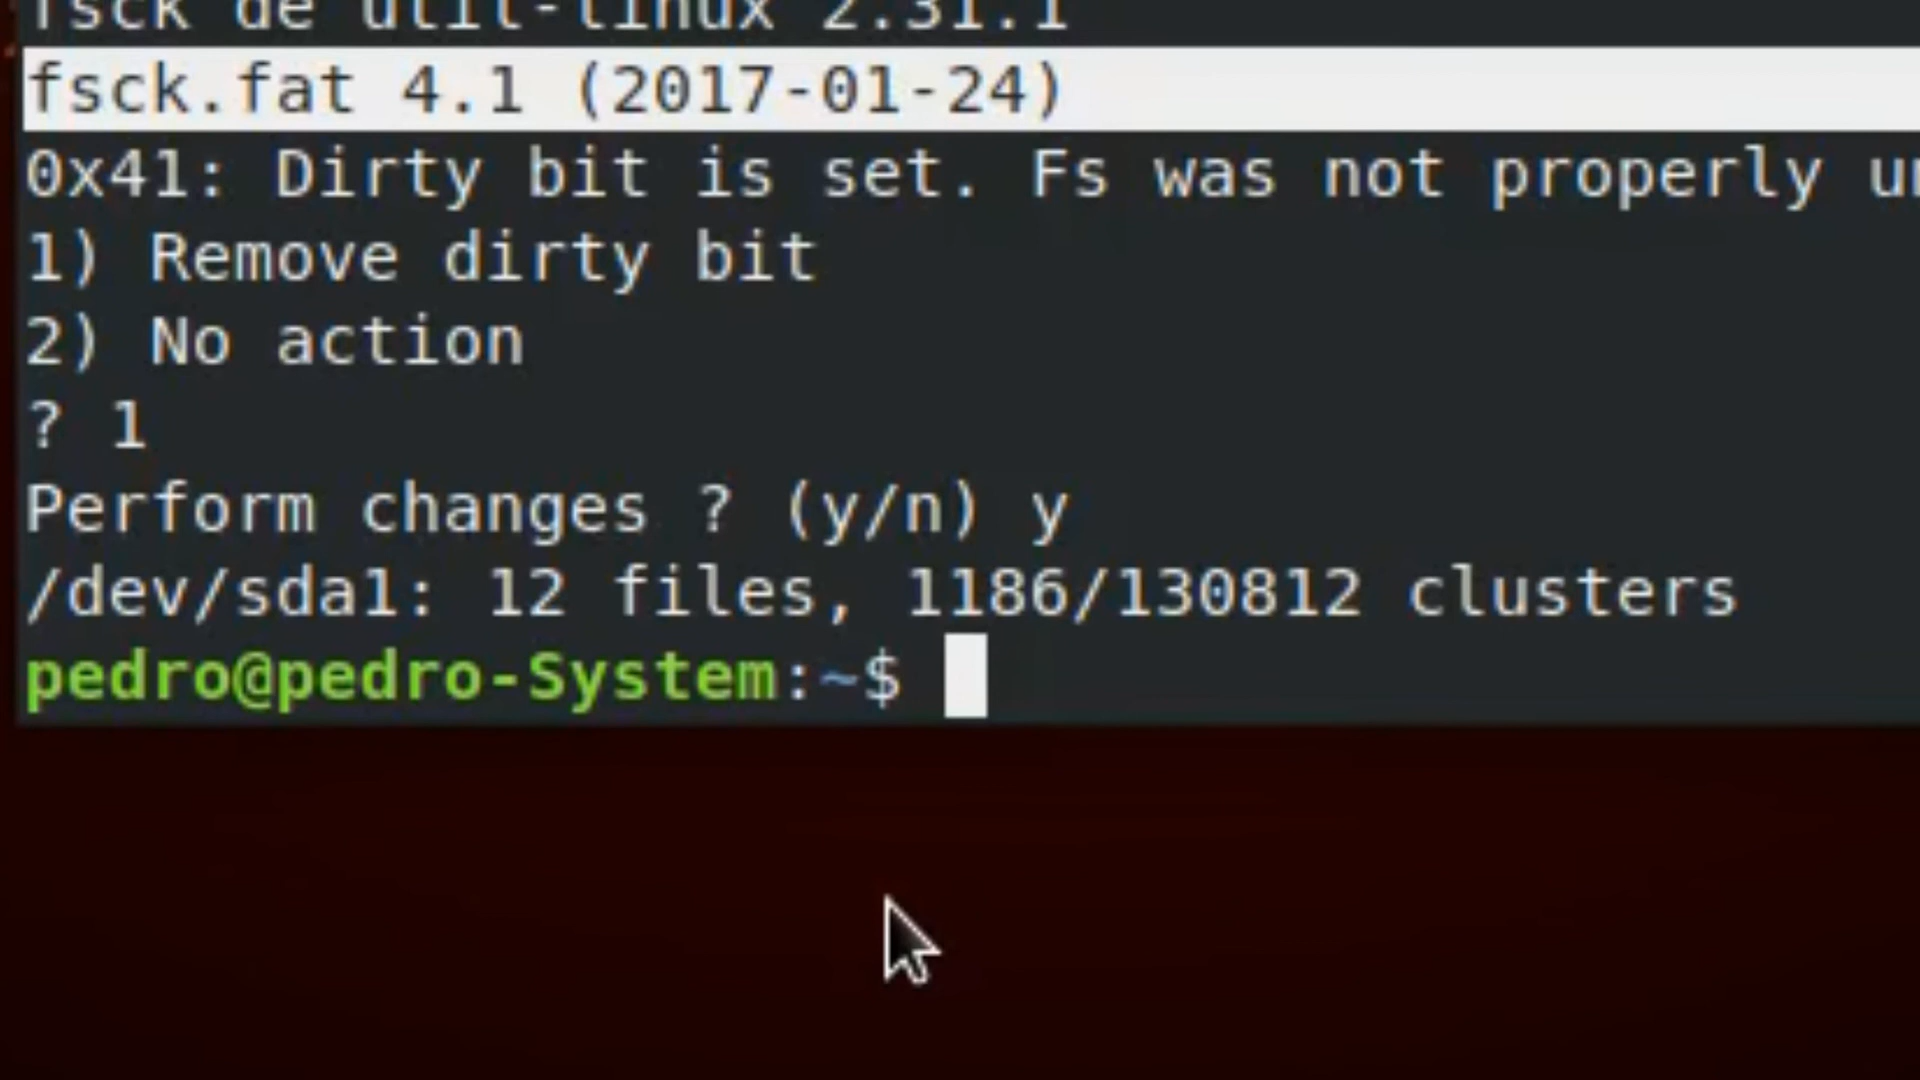 fsck de util-linux 2.31.1
fsck.fat 4.1 (2017-01-24)
0x41: Dirty bit is set. Fs was not properly
1) Remove dirty bit
2) No action
? 1
Perform changes ? (y/n) y
/dev/sda1: 12 files, 1186/130812 clusters
pedro@pedro-System:~$